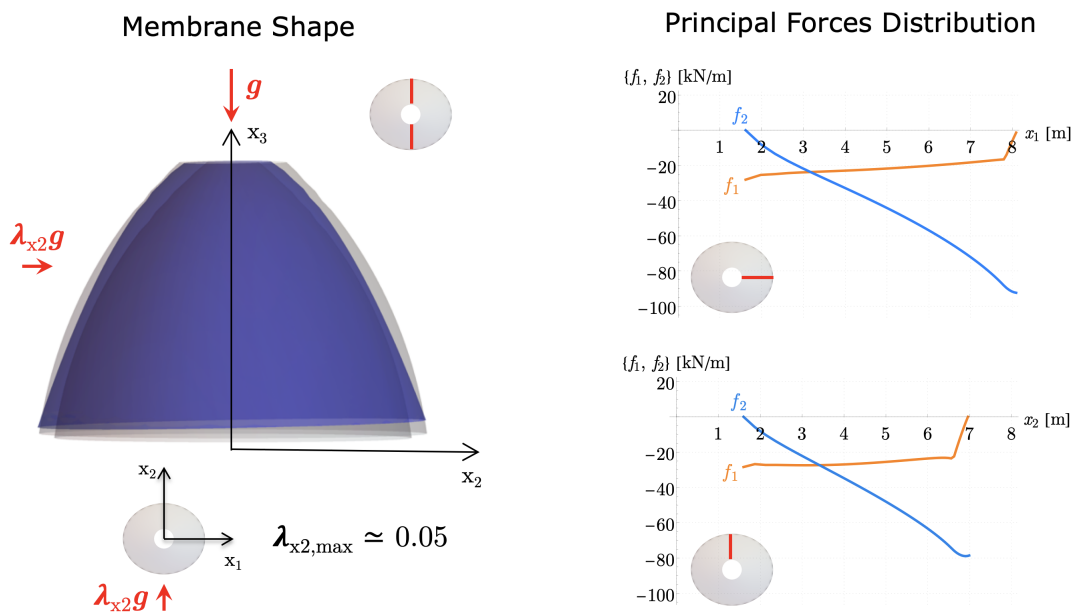 Membrane Shape
g
x3
λx2g
x2
x2
x1
λx2g
λx2,max ≃ 0.05
Principal Forces Distribution
{f1, f2} [kN/m]
20
f2
x1 [m]
1 2 3 4 5 6 7 8
−20
f1
−40
−60
−80
−100
{f1, f2} [kN/m]
20
f2
x2 [m]
1 2 3 4 5 6 7 8
−20
f1
−40
−60
−80
−100